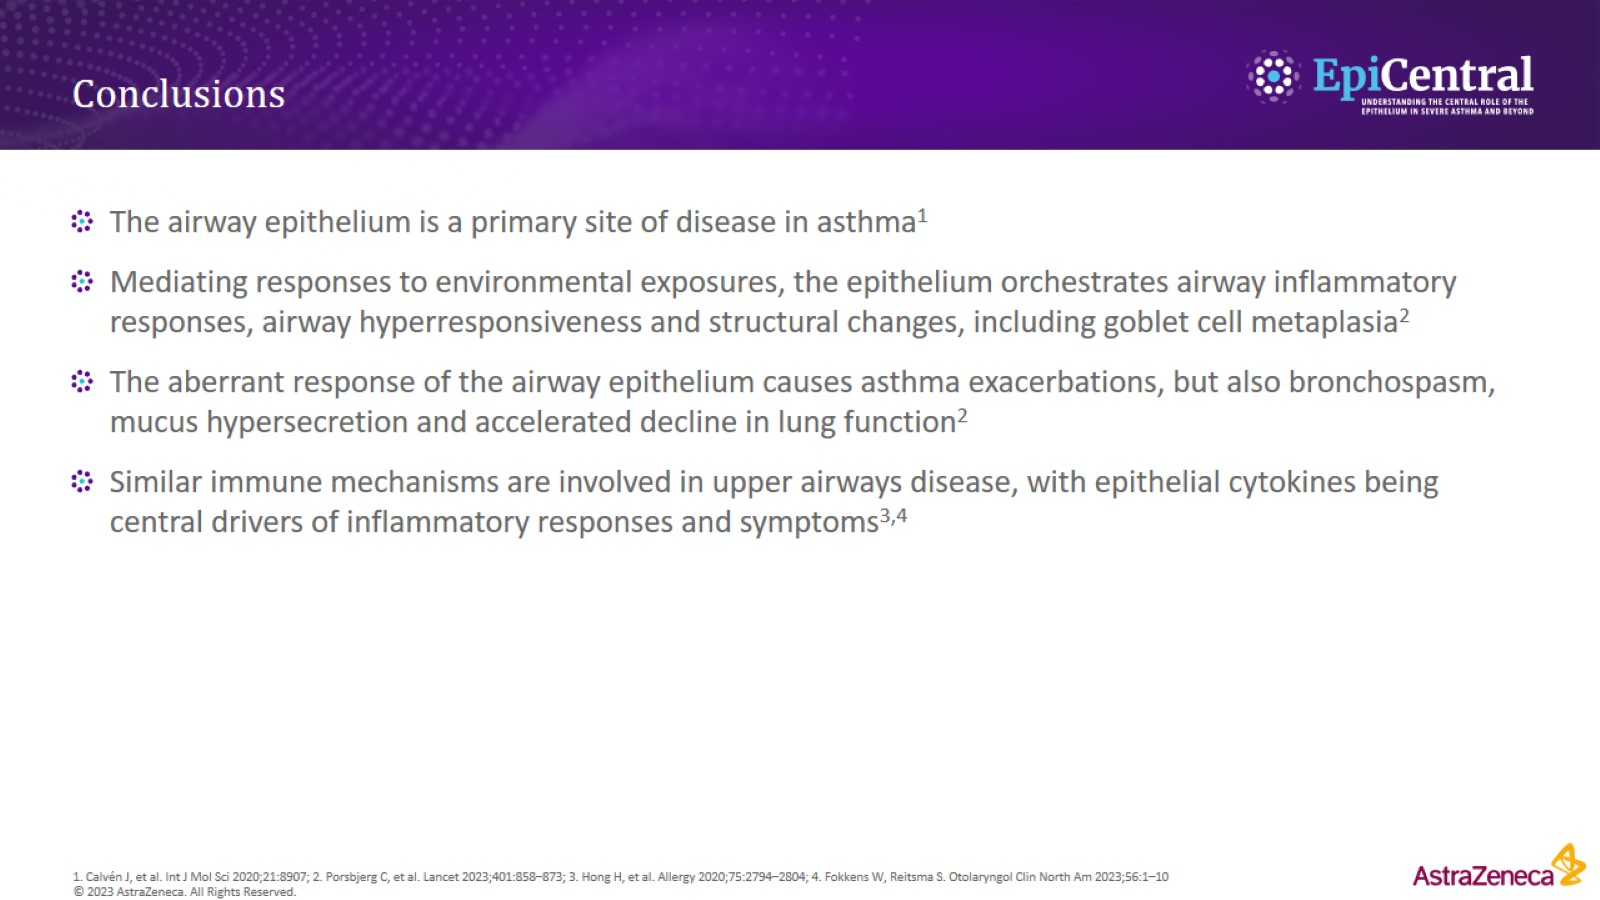 Conclusions
EpiCentral
UNDERSTANDING THE CENTRAL ROLE OF THE
EPITHELIUM IN SEVERE ASTHMA AND BEYOND
The airway epithelium is a primary site of disease in asthma1
Mediating responses to environmental exposures, the epithelium orchestrates airway inflammatory
responses, airway hyperresponsiveness and structural changes, including goblet cell metaplasia2
The aberrant response of the airway epithelium causes asthma exacerbations, but also bronchospasm,
mucus hypersecretion and accelerated decline in lung function2
Similar immune mechanisms are involved in upper airways disease, with epithelial cytokines being
central drivers of inflammatory responses and symptoms3,4
1. Calvén J, et al. Int J Mol Sci 2020;21:8907; 2. Porsbjerg C, et al. Lancet 2023;401:858–873; 3. Hong H, et al. Allergy 2020;75:2794–2804; 4. Fokkens W, Reitsma S. Otolaryngol Clin North Am 2023;56:1–10
© 2023 AstraZeneca. All Rights Reserved.
AstraZeneca